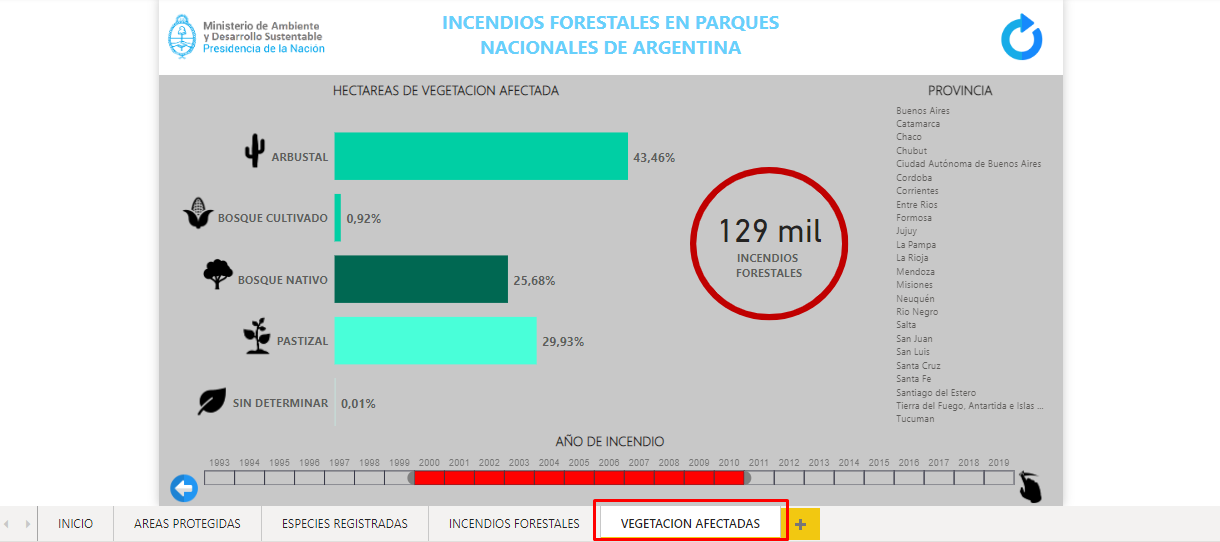 Ministerio de Ambiente
y Desarrollo Sustentable
Presidencia de la Nación
INCENDIOS FORESTALES EN PARQUES
NACIONALES DE ARGENTINA
HECTAREAS DE VEGETACION AFECTADA
ARBUSTAL
43,46%
BOSQUE CULTIVADO
0,92%
BOSQUE NATIVO
25,68%
PASTIZAL
29,93%
SIN DETERMINAR
0,01%
129 mil
INCENDIOS
FORESTALES
PROVINCIA
Buenos Aires
Catamarca
Chaco
Chubut
Ciudad Autónoma de Buenos Aires
Cordoba
Corrientes
Entre Rios
Formosa
Jujuy
La Pampa
La Rioja
Mendoza
Misiones
Neuquén
Rio Negro
Salta
San Juan
San Luis
Santa Cruz
Santa Fe
Santiago del Estero
Tierra del Fuego, Antartida e Islas ...
Tucuman
AÑO DE INCENDIO
1993 1994 1995 1996 1997 1998 1999 2000 2001 2002 2003 2004 2005 2006 2007 2008 2009 2010 2011 2012 2013 2014 2015 2016 2017 2018 2019
INICIO AREAS PROTEGIDAS ESPECIES REGISTRADAS INCENDIOS FORESTALES VEGETACION AFECTADAS +